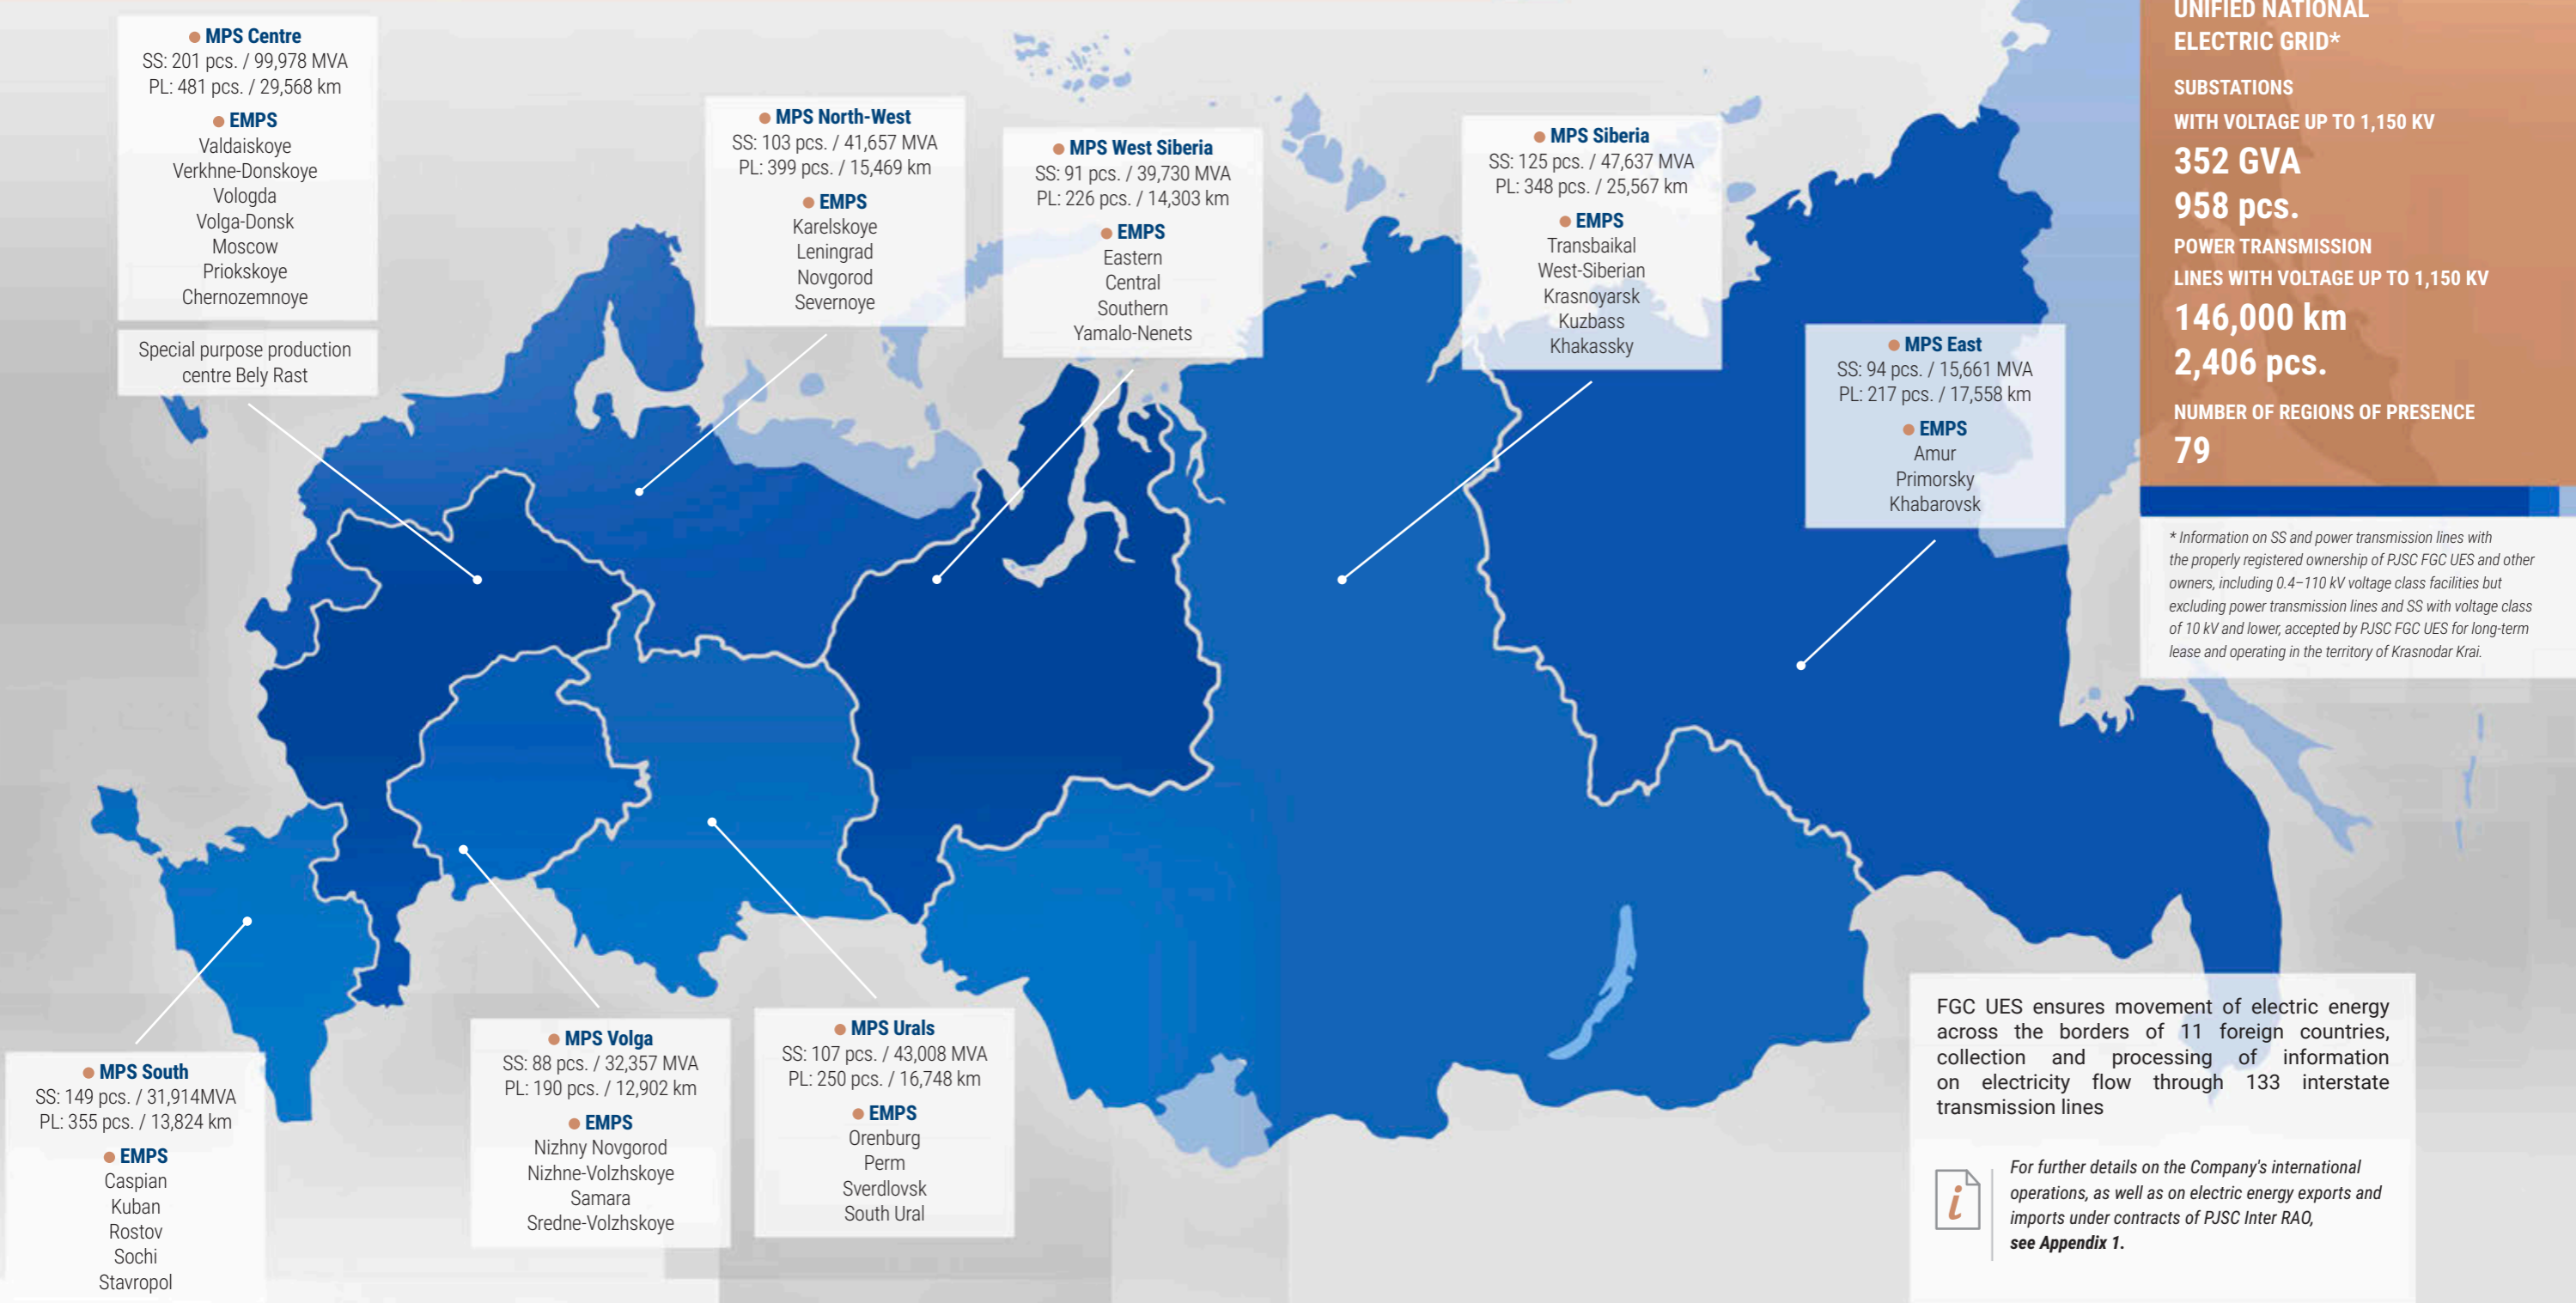 MPS Centre
SS: 201 pcs. / 99,978 MVA
PL: 481 pcs. / 29,568 km
EMPS
Valdaiskoye
Verkhne-Donskoye
Vologda
Volga-Donsk
Moscow
Priokskoye
Chernozemnoye
Special purpose production
centre Bely Rast
MPS North-West
SS: 103 pcs. / 41,657 MVA
PL: 399 pcs. / 15,469 km
EMPS
Karelskoye
Leningrad
Novgorod
Severnoye
MPS West Siberia
SS: 91 pcs. / 39,730 MVA
PL: 226 pcs. / 14,303 km
EMPS
Eastern
Central
Southern
Yamalo-Nenets
MPS Siberia
SS: 125 pcs. / 47,637 MVA
PL: 348 pcs. / 25,567 km
EMPS
Transbaikal
West-Siberian
Krasnoyarsk
Kuzbass
Khakassky
MPS East
SS: 94 pcs. / 15,661 MVA
PL: 217 pcs. / 17,558 km
EMPS
Amur
Primorsky
Khabarovsk
UNIFIED NATIONAL
ELECTRIC GRID*
SUBSTATIONS
WITH VOLTAGE UP TO 1,150 KV
352 GVA
958 pcs.
POWER TRANSMISSION
LINES WITH VOLTAGE UP TO 1,150 KV
146,000 km
2,406 pcs.
NUMBER OF REGIONS OF PRESENCE
79
* Information on SS and power transmission lines with
the properly registered ownership of PJSC FGC UES and other
owners, including 0.4–110 kV voltage class facilities but
excluding power transmission lines and SS with voltage class
of 10 kV and lower, accepted by PJSC FGC UES for long-term
lease and operating in the territory of Krasnodar Krai.
MPS South
SS: 149 pcs. / 31,914MVA
PL: 355 pcs. / 13,824 km
EMPS
Caspian
Kuban
Rostov
Sochi
Stavropol
MPS Volga
SS: 88 pcs. / 32,357 MVA
PL: 190 pcs. / 12,902 km
EMPS
Nizhny Novgorod
Nizhne-Volzhskoye
Samara
Sredne-Volzhskoye
MPS Urals
SS: 107 pcs. / 43,008 MVA
PL: 250 pcs. / 16,748 km
EMPS
Orenburg
Perm
Sverdlovsk
South Ural
FGC UES ensures movement of electric energy
across the borders of 11 foreign countries,
collection and processing of information
on electricity flow through 133 interstate
transmission lines
i
For further details on the Company's international
operations, as well as on electric energy exports and
imports under contracts of PJSC Inter RAO,
see Appendix 1.